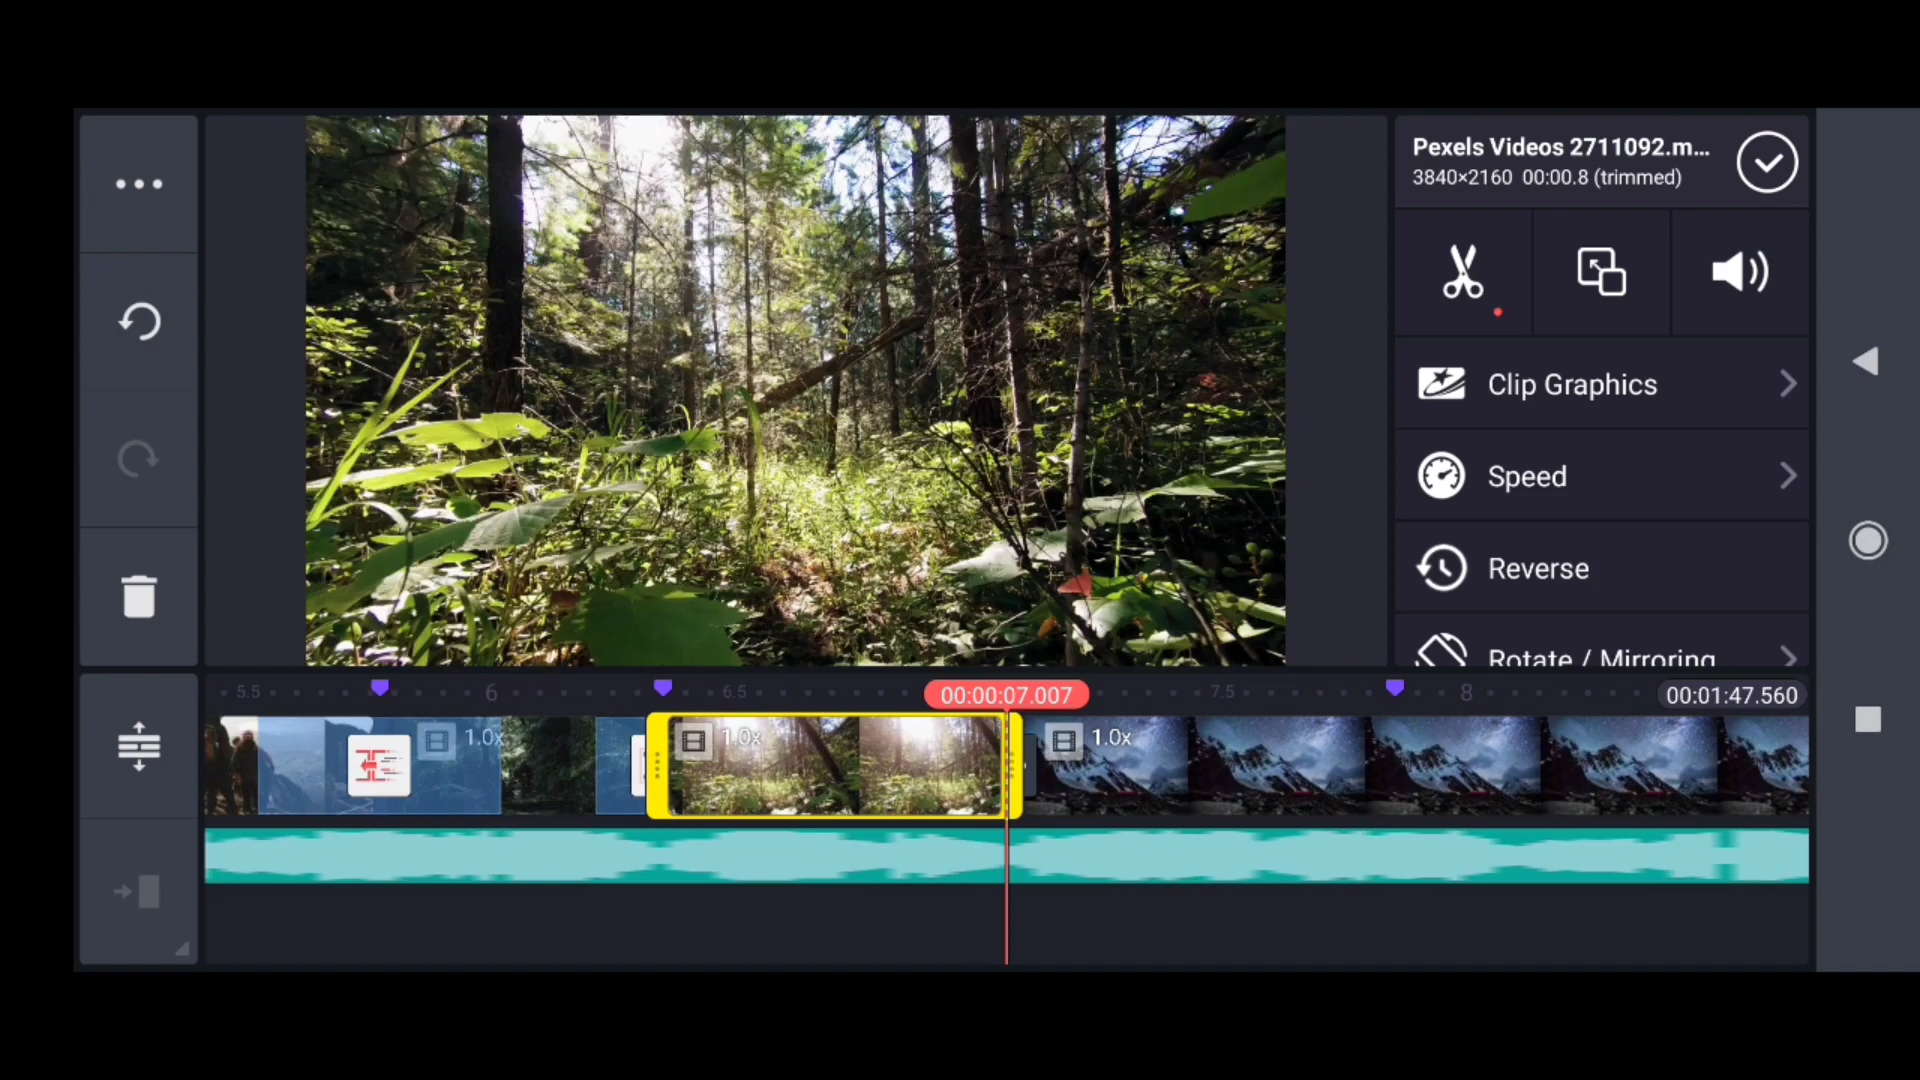 Pexels Videos 2711092.m...
3840×2160 00:00.8 (trimmed)
Clip Graphics
Speed
Reverse
Rotate / Mirroring
5.5
6
6.5
00:00:07.007
7.5
8
00:01:47.560
1.0x
1.0x
1.0x